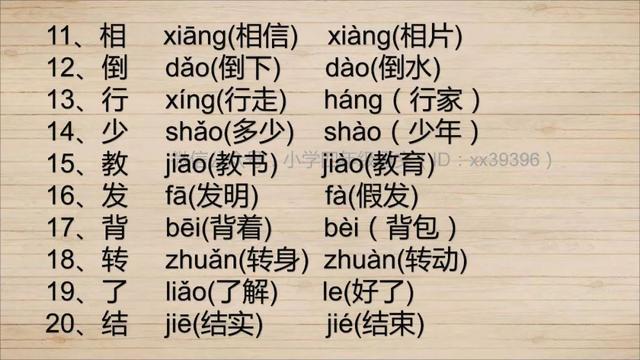 11、相 xiāng(相信) xiàng(相片)
12、倒 dǎo(倒下) dào(倒水)
13、行 xíng(行走) háng（行家）
14、少 shǎo(多少) shào（少年）
小学 ID：xx39396）
15、教 jiāo(教书) jiào(教育)
16、发 fā(发明) fà(假发)
17、背 bēi(背着) bèi（背包）
18、转 zhuǎn(转身) zhuàn(转动)
19、了 liǎo(了解) le(好了)
20、结 jiē(结实) jié(结束)